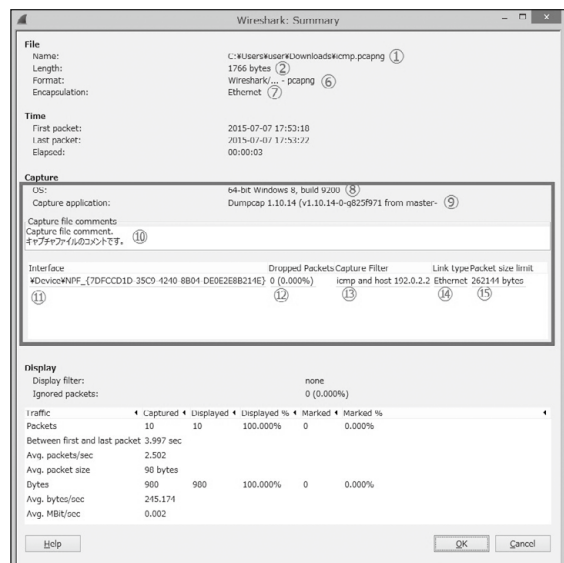 Wireshark: Summary
File
Name: C:¥Users¥user¥Downloads¥icmp.pcapng ①
Length: 1766 bytes ②
Format: Wireshark/... - pcapng ⑥
Encapsulation: Ethernet ⑦
Time
First packet: 2015-07-07 17:53:18
Last packet: 2015-07-07 17:53:22
Elapsed: 00:00:03
Capture
OS: 64-bit Windows 8, build 9200 ⑧
Capture application: Dumpcap 1.10.14 (v1.10.14-0-g825f971 from master- ⑨
Capture file comments
Capture file comment.
キャプチャファイルのコメントです。 ⑩
Interface Dropped Packets Capture Filter Link type Packet size limit
¥Device¥NPF_{7DFCCD1D-35C9-4240-8B04-DE0E2E8B214E} 0 (0.000%) icmp and host 192.0.2.2 Ethernet 262144 bytes
⑪ ⑫ ⑬ ⑭ ⑮
Display
Display filter: none
Ignored packets: 0 (0.000%)
Traffic Captured Displayed Displayed % Marked Marked %
Packets 10 10 100.000% 0 0.000%
Between first and last packet 3.997 sec
Avg. packets/sec 2.502
Avg. packet size 98 bytes
Bytes 980 980 100.000% 0 0.000%
Avg. bytes/sec 245.174
Avg. MBit/sec 0.002
Help OK Cancel